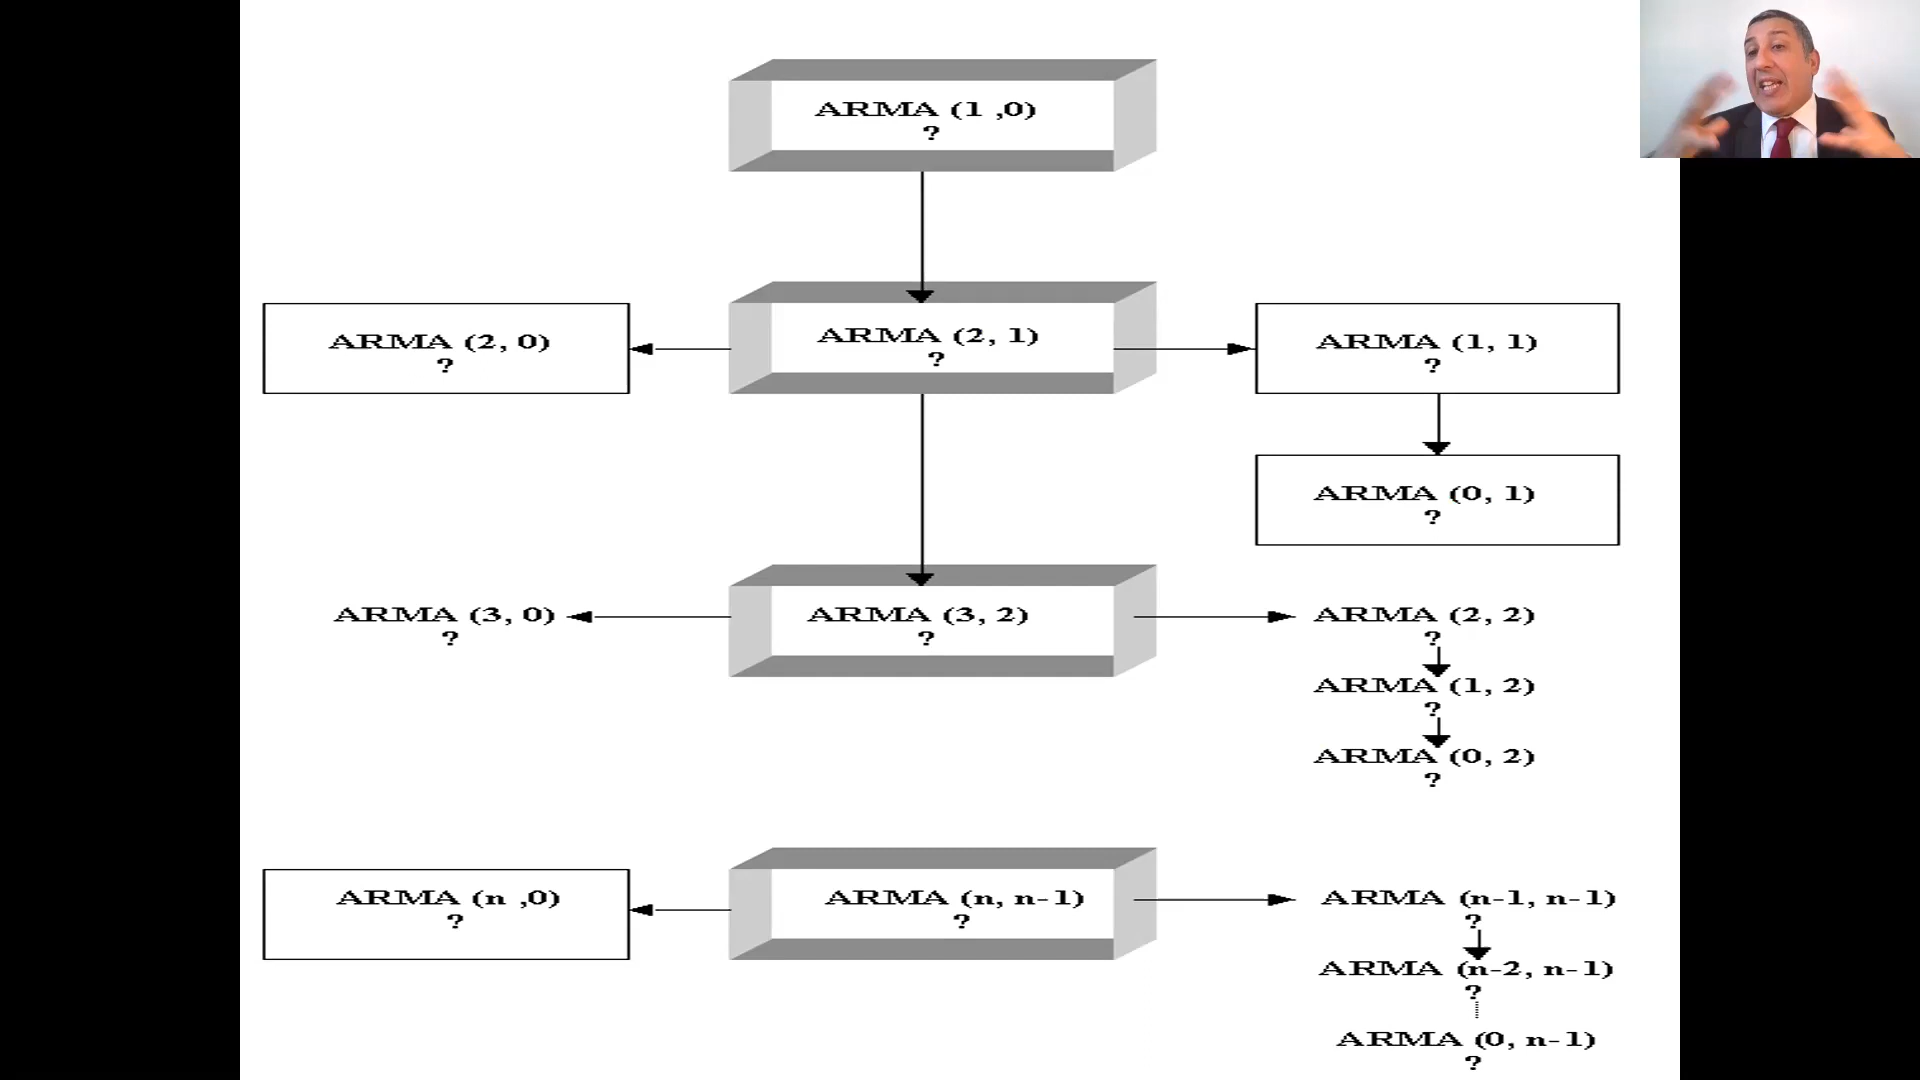 ARMA (1 ,0)
?
ARMA (2, 0)
?
ARMA (2, 1)
?
ARMA (1, 1)
?
ARMA (0, 1)
?
ARMA (3, 0)
?
ARMA (3, 2)
?
ARMA (2, 2)
?
ARMA (1, 2)
?
ARMA (0, 2)
?
ARMA (n ,0)
?
ARMA (n, n-1)
?
ARMA (n-1, n-1)
?
ARMA (n-2, n-1)
?
ARMA (0, n-1)
?